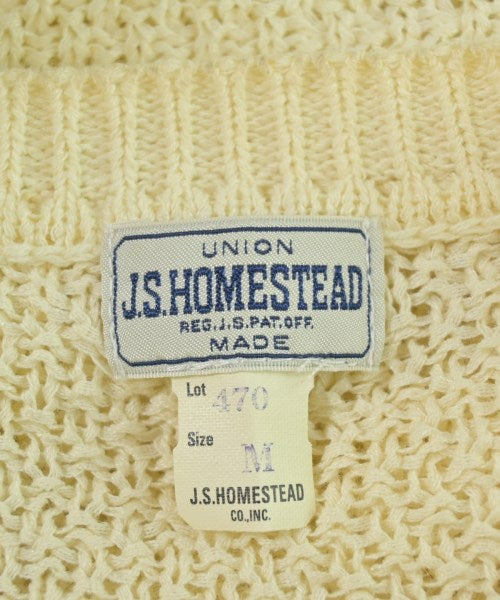 UNION
J.S.HOMESTEAD
REG.J.S.PAT.OFF.
MADE
Lot 470
Size M
J.S.HOMESTEAD
CO.,INC.